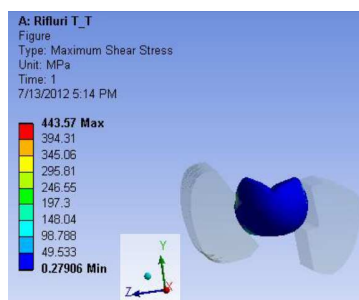 A: Rifluri T_T
Figure
Type: Maximum Shear Stress
Unit: MPa
Time: 1
7/13/2012 5:14 PM
443.57 Max
394.31
345.06
295.81
246.55
197.3
148.04
98.788
49.533
0.27906 Min
Y
Z
X